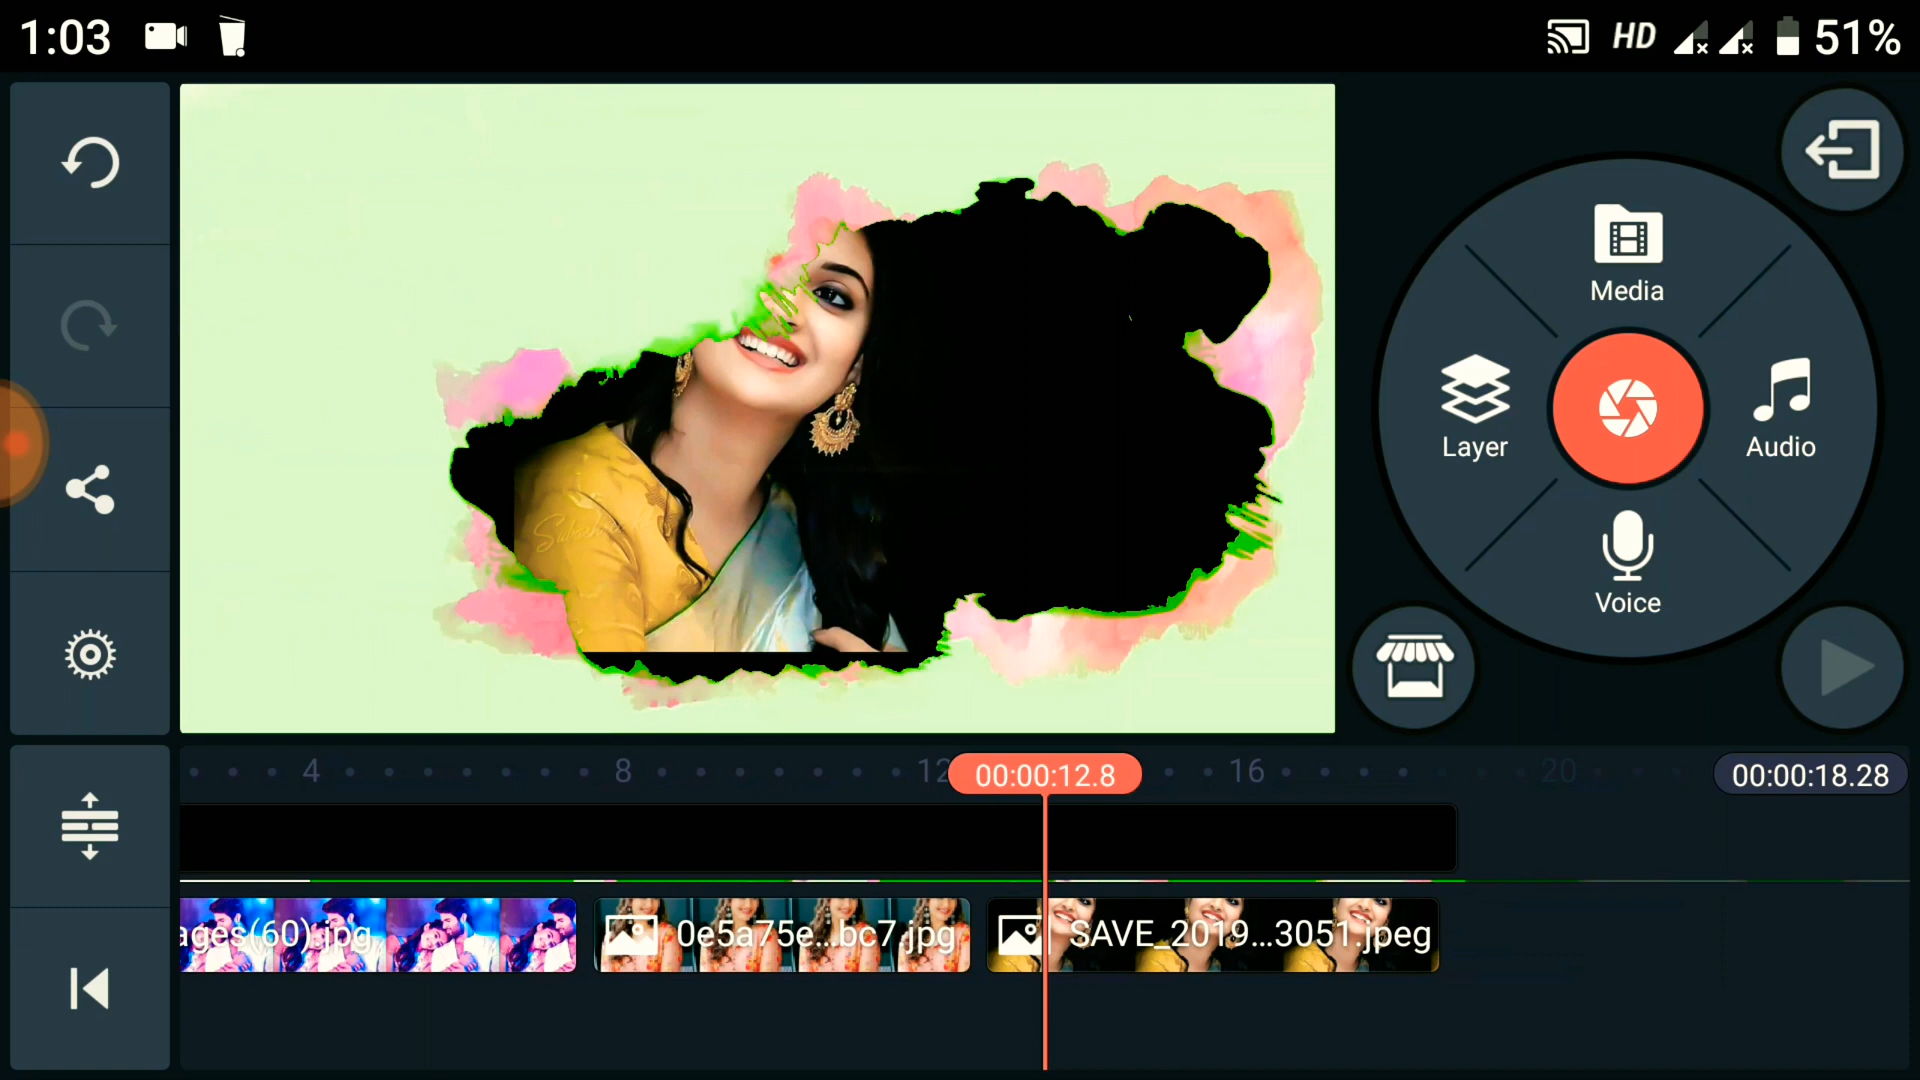 1:03
HD
51%
Media
Layer
Audio
Voice
4
8
12
00:00:12.8
16
20
00:00:18.28
ages(60).jpg
0e5a75e...bc7.jpg
SAVE_2019...3051.jpeg